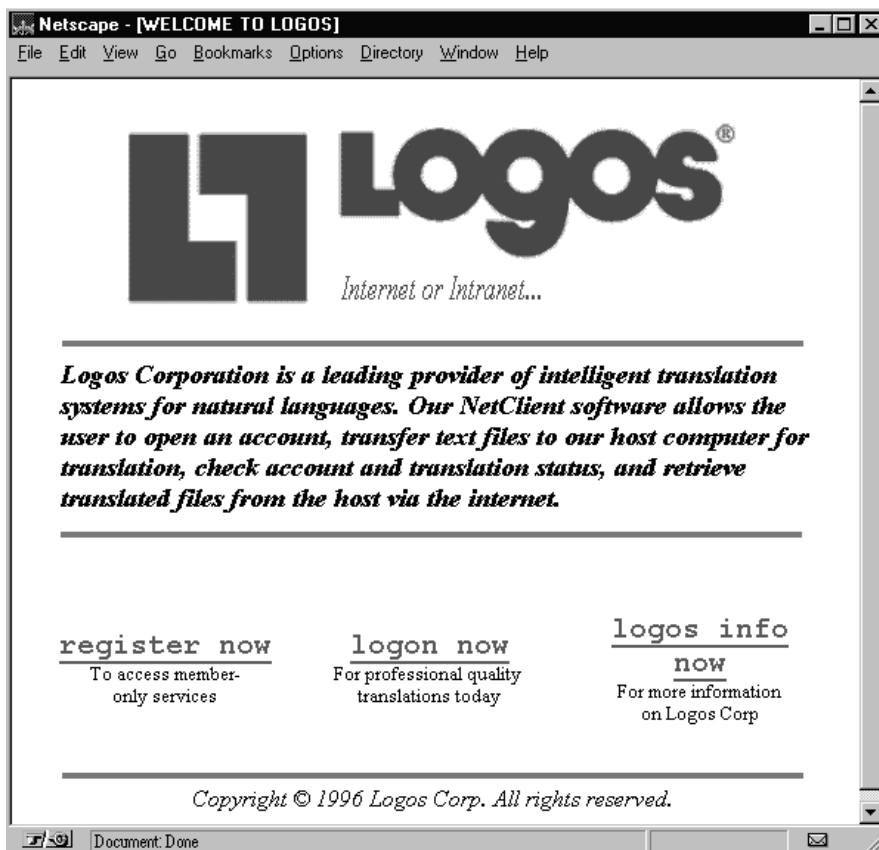 Netscape - [WELCOME TO LOGOS]
File Edit View Go Bookmarks Options Directory Window Help
Logos®
Internet or Intranet...
Logos Corporation is a leading provider of intelligent translation
systems for natural languages. Our NetClient software allows the
user to open an account, transfer text files to our host computer for
translation, check account and translation status, and retrieve
translated files from the host via the internet.
register now
To access member-
only services
logon now
For professional quality
translations today
logos info
now
For more information
on Logos Corp
Copyright © 1996 Logos Corp. All rights reserved.
Document: Done